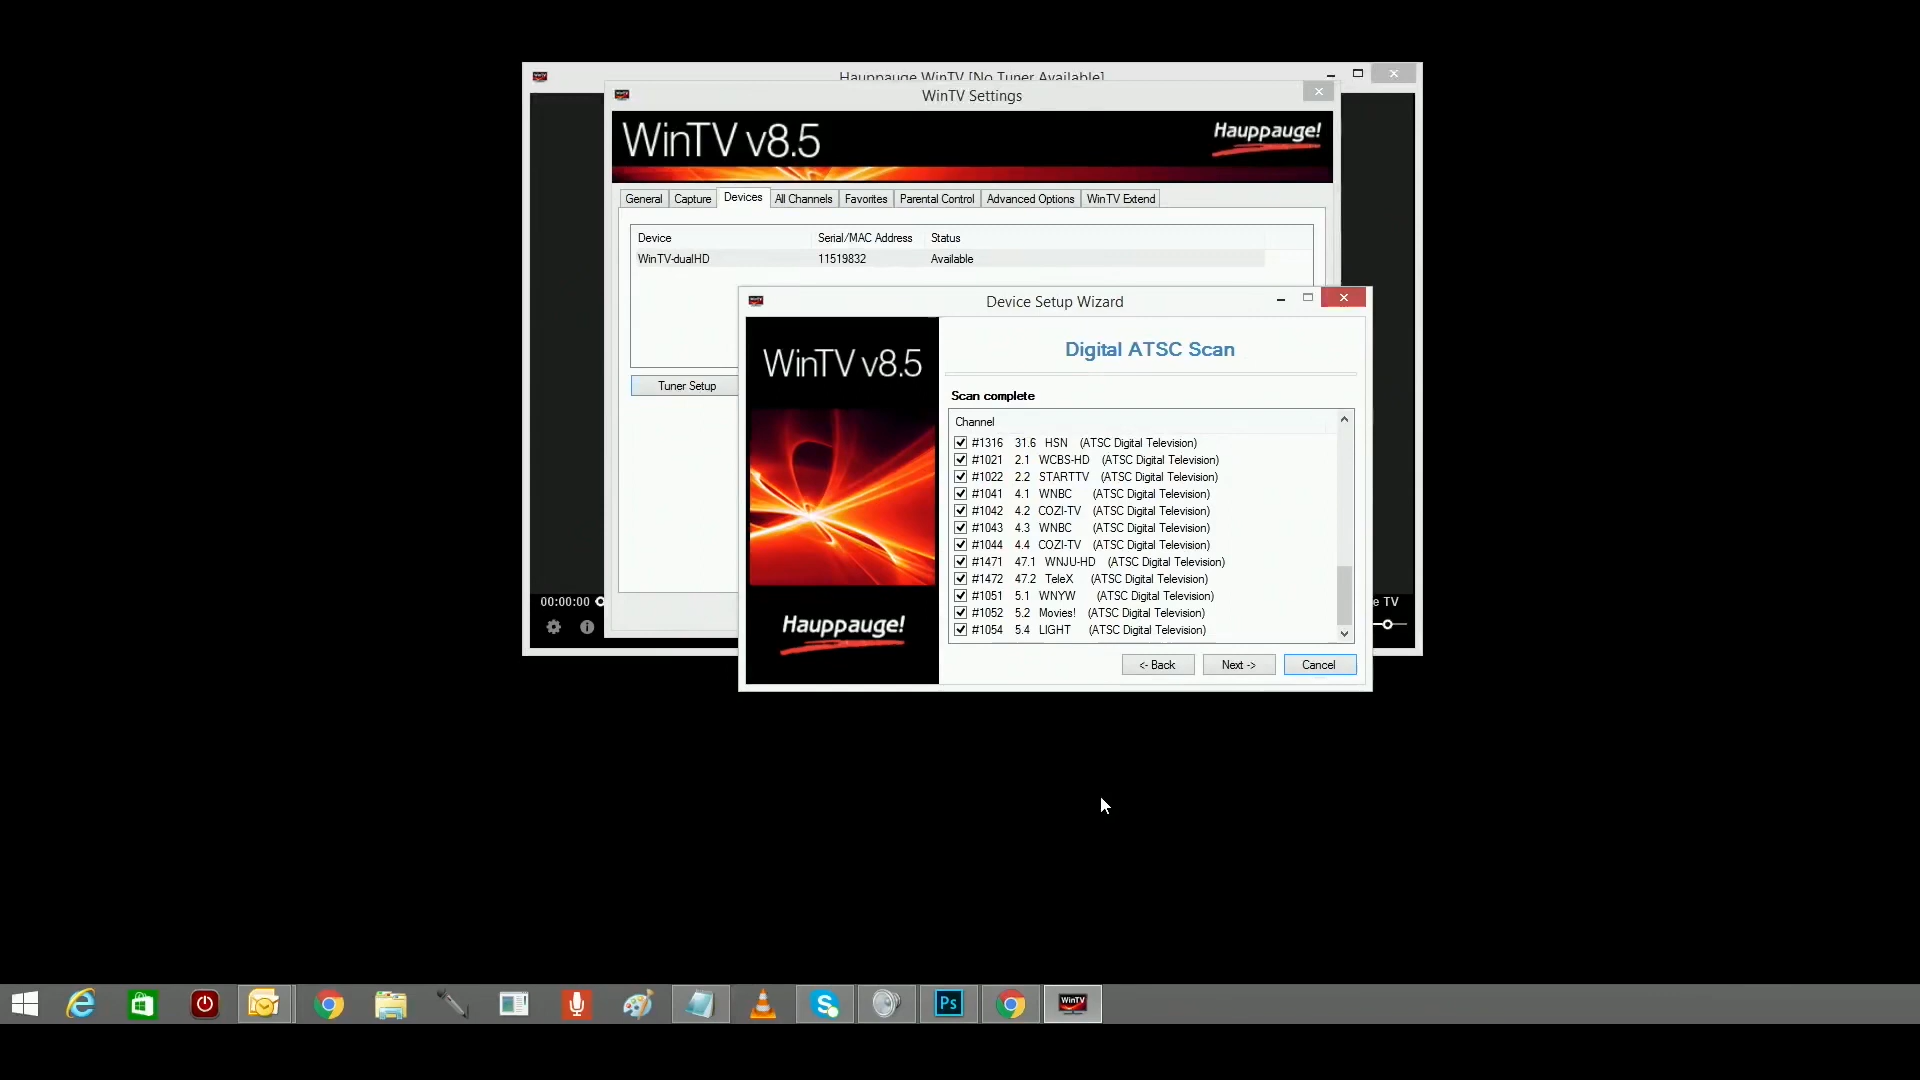 Hauppauge WinTV [No Tuner Available]
WinTV Settings
WinTV v8.5
Hauppauge!
General Capture Devices All Channels Favorites Parental Control Advanced Options WinTV Extend
Device Serial/MAC Address Status
WinTV-dualHD 11519832 Available
Tuner Setup
00:00:00
e TV
Device Setup Wizard
WinTV v8.5
Hauppauge!
Digital ATSC Scan
Scan complete
Channel
#1316 31.6 HSN (ATSC Digital Television)
#1021 2.1 WCBS-HD (ATSC Digital Television)
#1022 2.2 STARTTV (ATSC Digital Television)
#1041 4.1 WNBC (ATSC Digital Television)
#1042 4.2 COZI-TV (ATSC Digital Television)
#1043 4.3 WNBC (ATSC Digital Television)
#1044 4.4 COZI-TV (ATSC Digital Television)
#1471 47.1 WNJU-HD (ATSC Digital Television)
#1472 47.2 TeleX (ATSC Digital Television)
#1051 5.1 WNYW (ATSC Digital Television)
#1052 5.2 Movies! (ATSC Digital Television)
#1054 5.4 LIGHT (ATSC Digital Television)
<- Back Next -> Cancel
Ps
WinTV